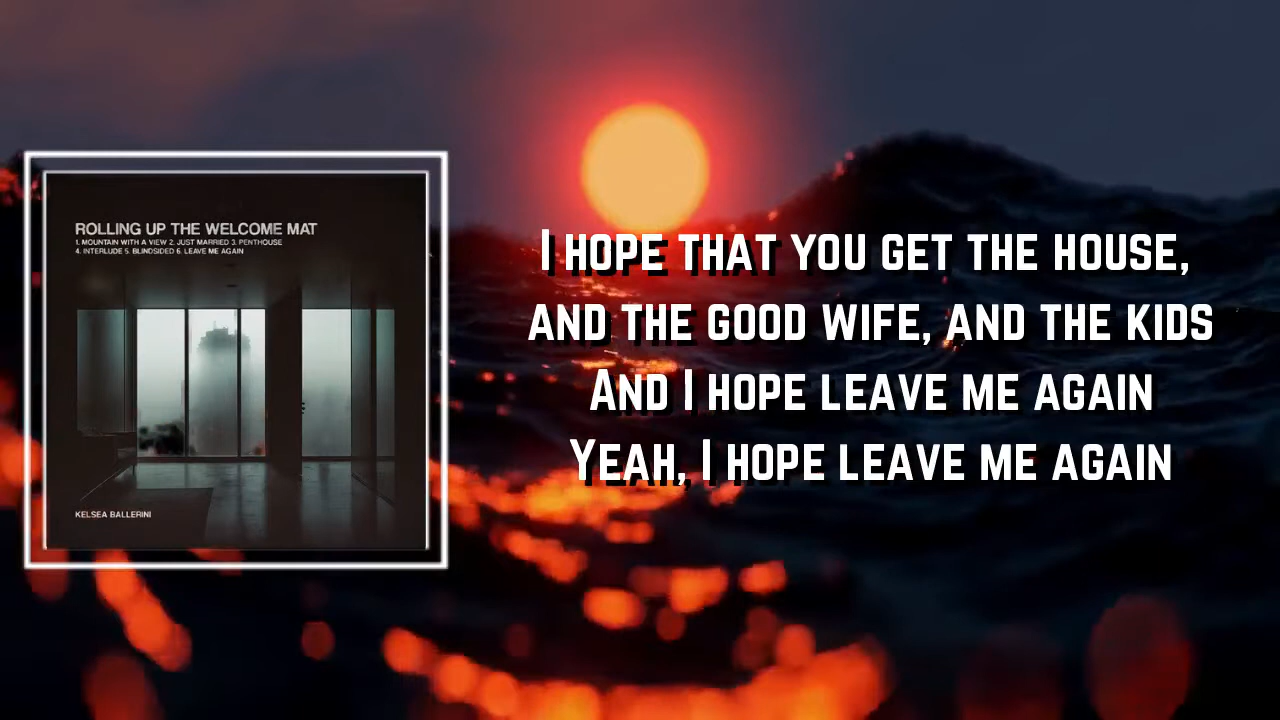 ROLLING UP THE WELCOME MAT
1. MOUNTAIN WITH A VIEW 2. JUST MARRIED 3. PENTHOUSE
4. INTERLUDE 5. BLINDSIDED 6. LEAVE ME AGAIN
KELSEA BALLERINI
I HOPE THAT YOU GET THE HOUSE,
AND THE GOOD WIFE, AND THE KIDS
AND I HOPE LEAVE ME AGAIN
YEAH, I HOPE LEAVE ME AGAIN